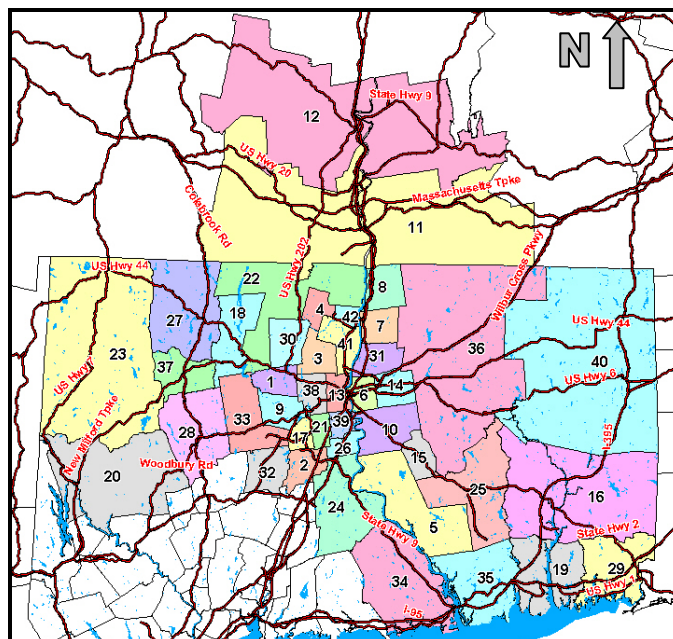 N
State Hwy 9
12
US Hwy 20
Massachusetts Tpke
Colebrook Rd
US Hwy 202
11
Wilbur Cross Pkwy
US Hwy 44
22
8
27
18
4
42
7
US Hwy 44
23
30
41
36
3
31
40
37
US Hwy 7
1
38
13
6
14
US Hwy 6
9
33
39
New Milford Tpke
28
21
10
17
26
I-395
Woodbury Rd
15
20
32
2
25
16
24
5
State Hwy 9
State Hwy 2
34
35
19
29
US Hwy 1
I-95